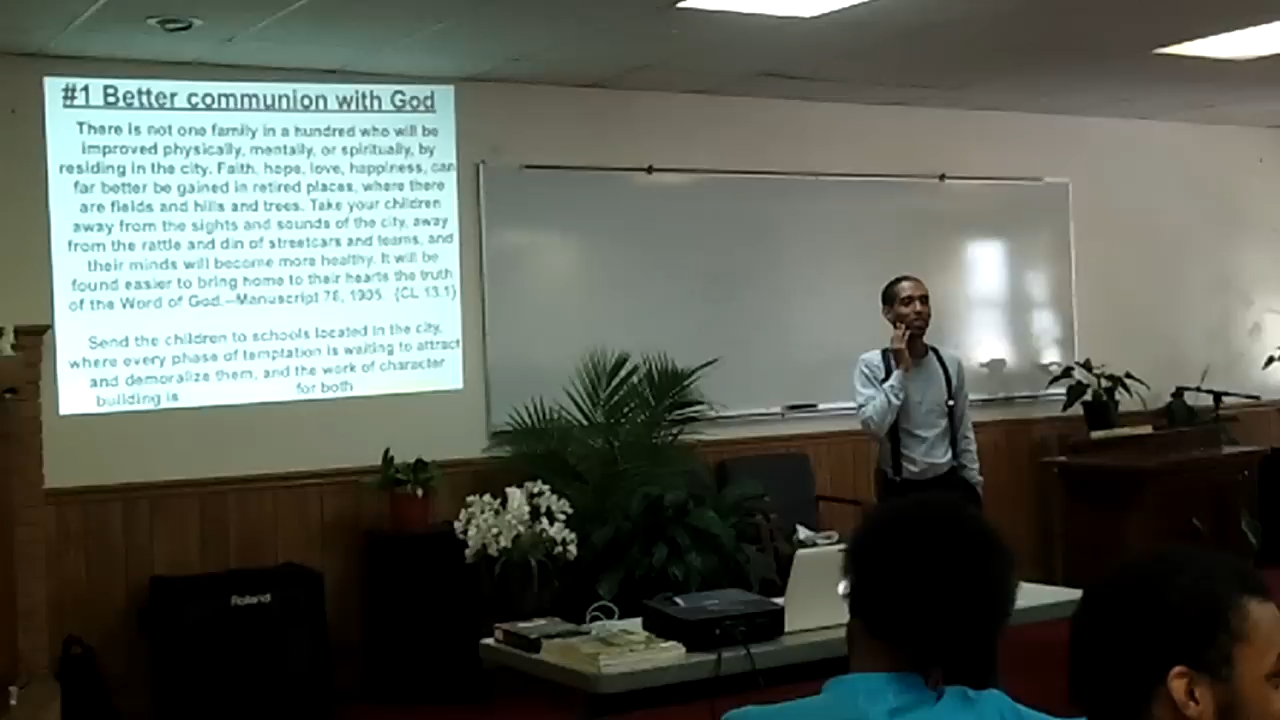 #1 Better communion with God
There is not one family in a hundred who will be
improved physically, mentally, or spiritually, by
residing in the city. Faith, hope, love, happiness, can
far better be gained in retired places, where there
are fields and hills and trees. Take your children
away from the sights and sounds of the city, away
from the rattle and din of streetcars and teams, and
their minds will become more healthy. It will be
found easier to bring home to their hearts the truth
of the Word of God.—Manuscript 76, 1905. {CL 13.1}
Send the children to schools located in the city,
where every phase of temptation is waiting to attract
and demoralize them, and the work of character
building is for both
Roland